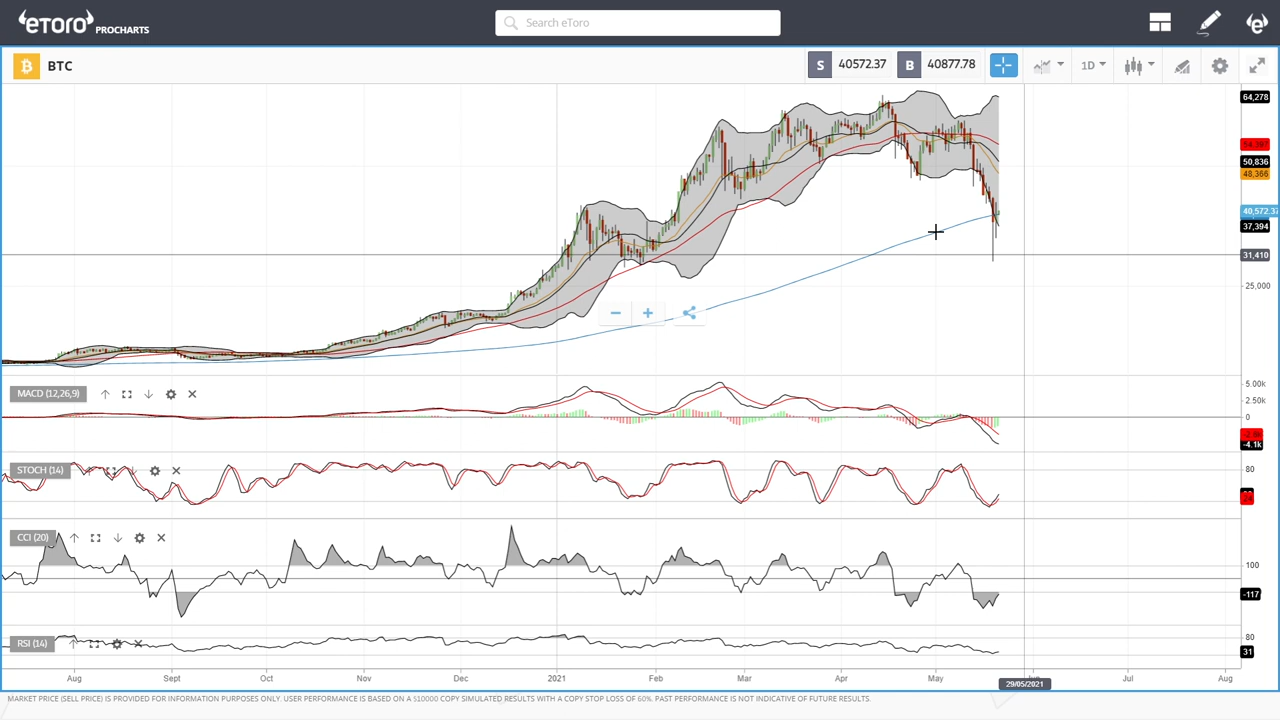 eToro PROCHARTS
Search eToro
BTC
S 40572.37 B 40877.78
1D
64,278
50,836
48,366
40,572.37
37,394
31,410
25,000
MACD (12,26,9)
5.00k
2.50k
0
-4.1k
STOCH (14)
80
24
CCI (20)
100
-117
RSI (14)
80
31
Aug Sept Oct Nov Dec 2021 Feb Mar Apr May Jul Aug
29/05/2021
MARKET PRICE (SELL PRICE) IS PROVIDED FOR INFORMATION PURPOSES ONLY. USER PERFORMANCE IS BASED ON A $10000 COPY SIMULATED RESULTS WITH A COPY STOP LOSS OF 60%. PAST PERFORMANCE IS NOT INDICATIVE OF FUTURE RESULTS.